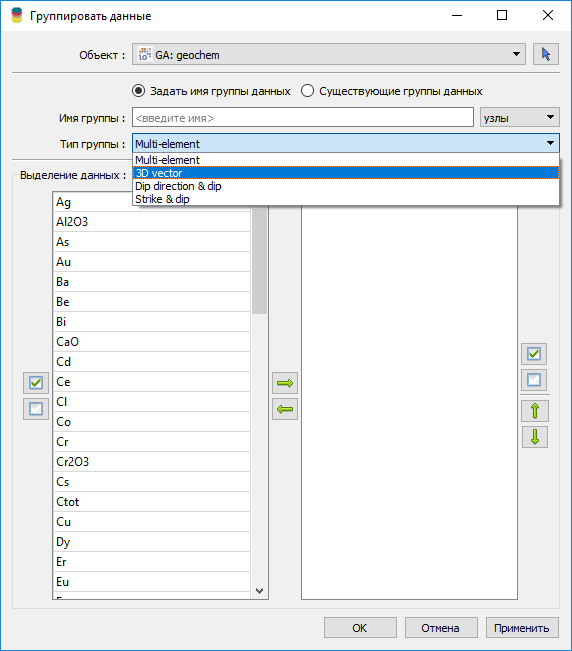 Группировать данные
Объект :
GA: geochem
Задать имя группы данных
Существующие группы данных
Имя группы :
<введите имя>
узлы
Тип группы :
Multi-element
Multi-element
3D vector
Dip direction & dip
Strike & dip
Выделение данных :
Ag
Al2O3
As
Au
Ba
Be
Bi
CaO
Cd
Ce
Cl
Co
Cr
Cr2O3
Cs
Ctot
Cu
Dy
Er
Eu
OK
Отмена
Применить